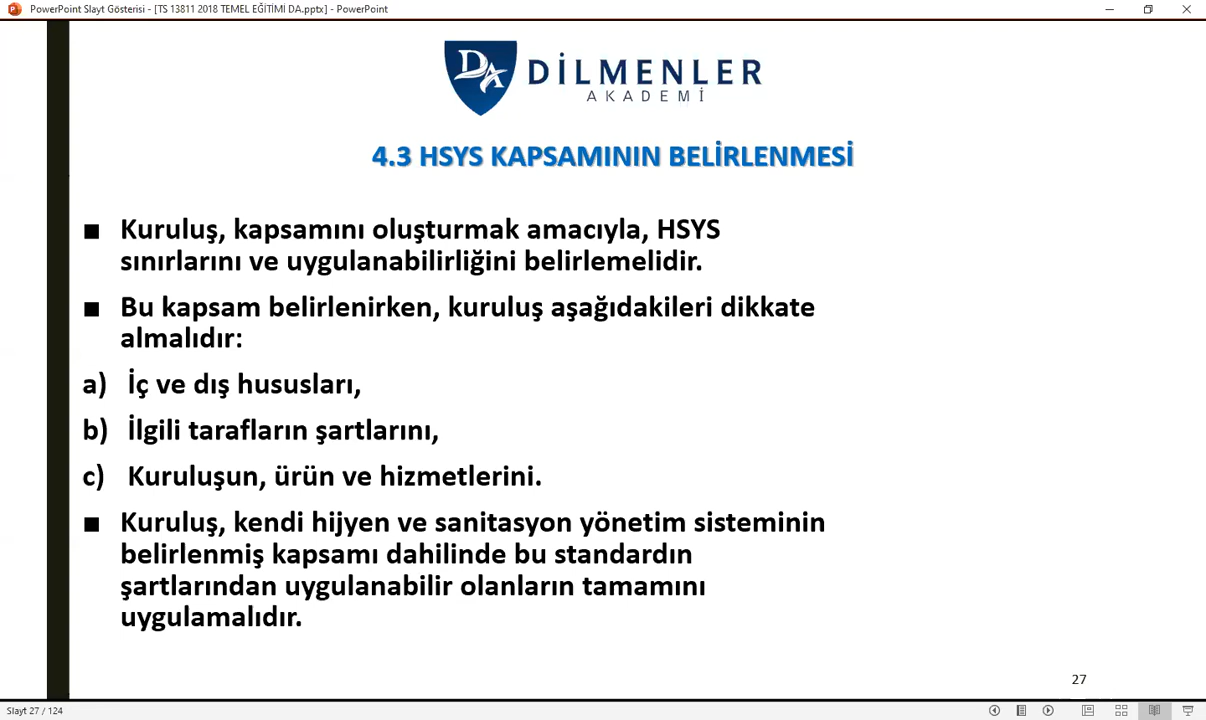 PowerPoint Slayt Gösterisi - [TS 13811 2018 TEMEL EĞİTİMİ DA.pptx] - PowerPoint
DA DİLMENLER
AKADEMİ
4.3 HSYS KAPSAMININ BELİRLENMESİ
■ Kuruluş, kapsamını oluşturmak amacıyla, HSYS
sınırlarını ve uygulanabilirliğini belirlemelidir.
■ Bu kapsam belirlenirken, kuruluş aşağıdakileri dikkate
almalıdır:
a) İç ve dış hususları,
b) İlgili tarafların şartlarını,
c) Kuruluşun, ürün ve hizmetlerini.
■ Kuruluş, kendi hijyen ve sanitasyon yönetim sisteminin
belirlenmiş kapsamı dahilinde bu standardın
şartlarından uygulanabilir olanların tamamını
uygulamalıdır.
27
Slayt 27 / 124